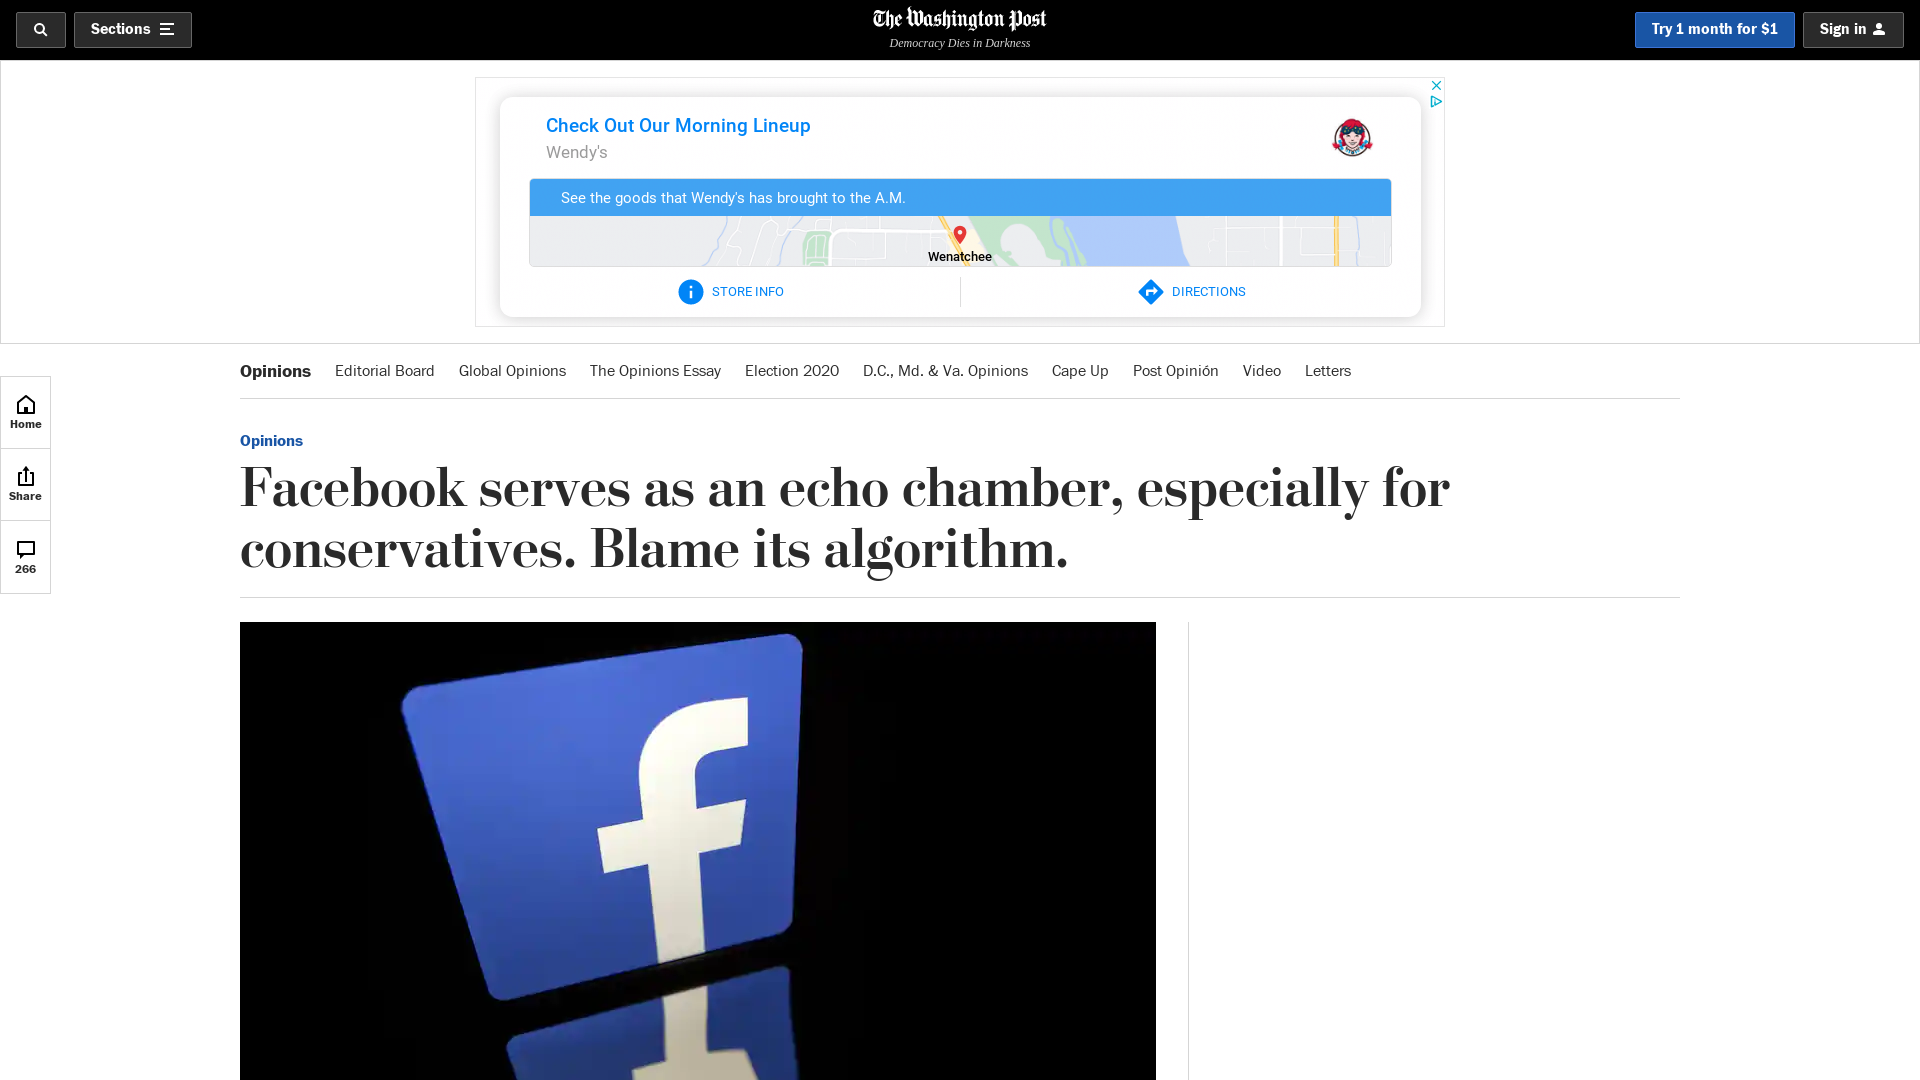 Sections
The Washington Post
Democracy Dies in Darkness
Try 1 month for $1
Sign in
Check Out Our Morning Lineup
Wendy's
See the goods that Wendy's has brought to the A.M.
Wenatchee
STORE INFO
DIRECTIONS
Opinions
Editorial Board
Global Opinions
The Opinions Essay
Election 2020
D.C., Md. & Va. Opinions
Cape Up
Post Opinión
Video
Letters
Home
Share
266
Opinions
Facebook serves as an echo chamber, especially for
conservatives. Blame its algorithm.